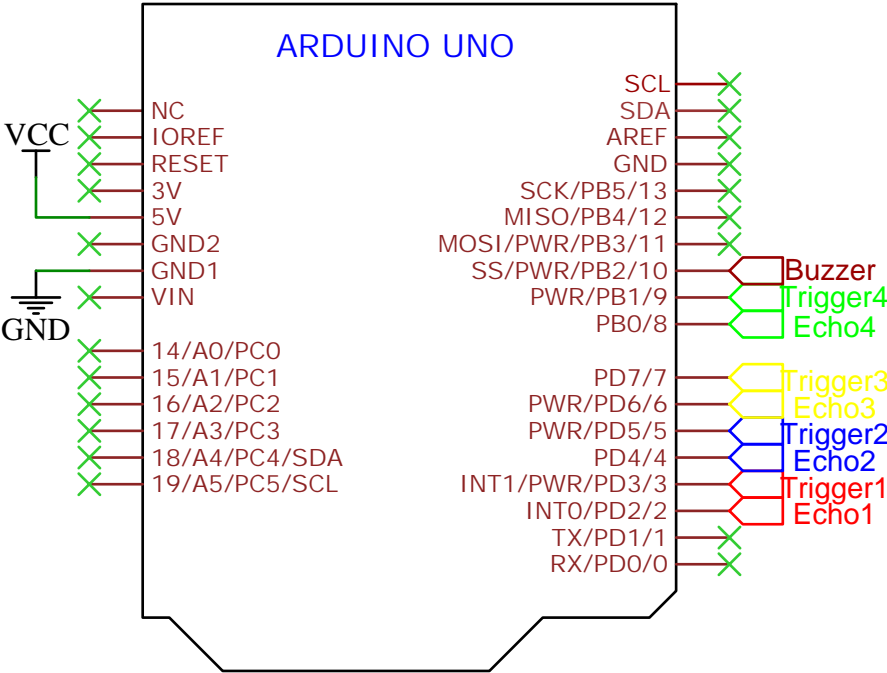 ARDUINO UNO
VCC
GND
NC
IOREF
RESET
3V
5V
GND2
GND1
VIN
14/A0/PC0
15/A1/PC1
16/A2/PC2
17/A3/PC3
18/A4/PC4/SDA
19/A5/PC5/SCL
SCL
SDA
AREF
GND
SCK/PB5/13
MISO/PB4/12
MOSI/PWR/PB3/11
SS/PWR/PB2/10
PWR/PB1/9
PB0/8
PD7/7
PWR/PD6/6
PWR/PD5/5
PD4/4
INT1/PWR/PD3/3
INT0/PD2/2
TX/PD1/1
RX/PD0/0
Buzzer
Trigger4
Echo4
Trigger3
Echo3
Trigger2
Echo2
Trigger1
Echo1